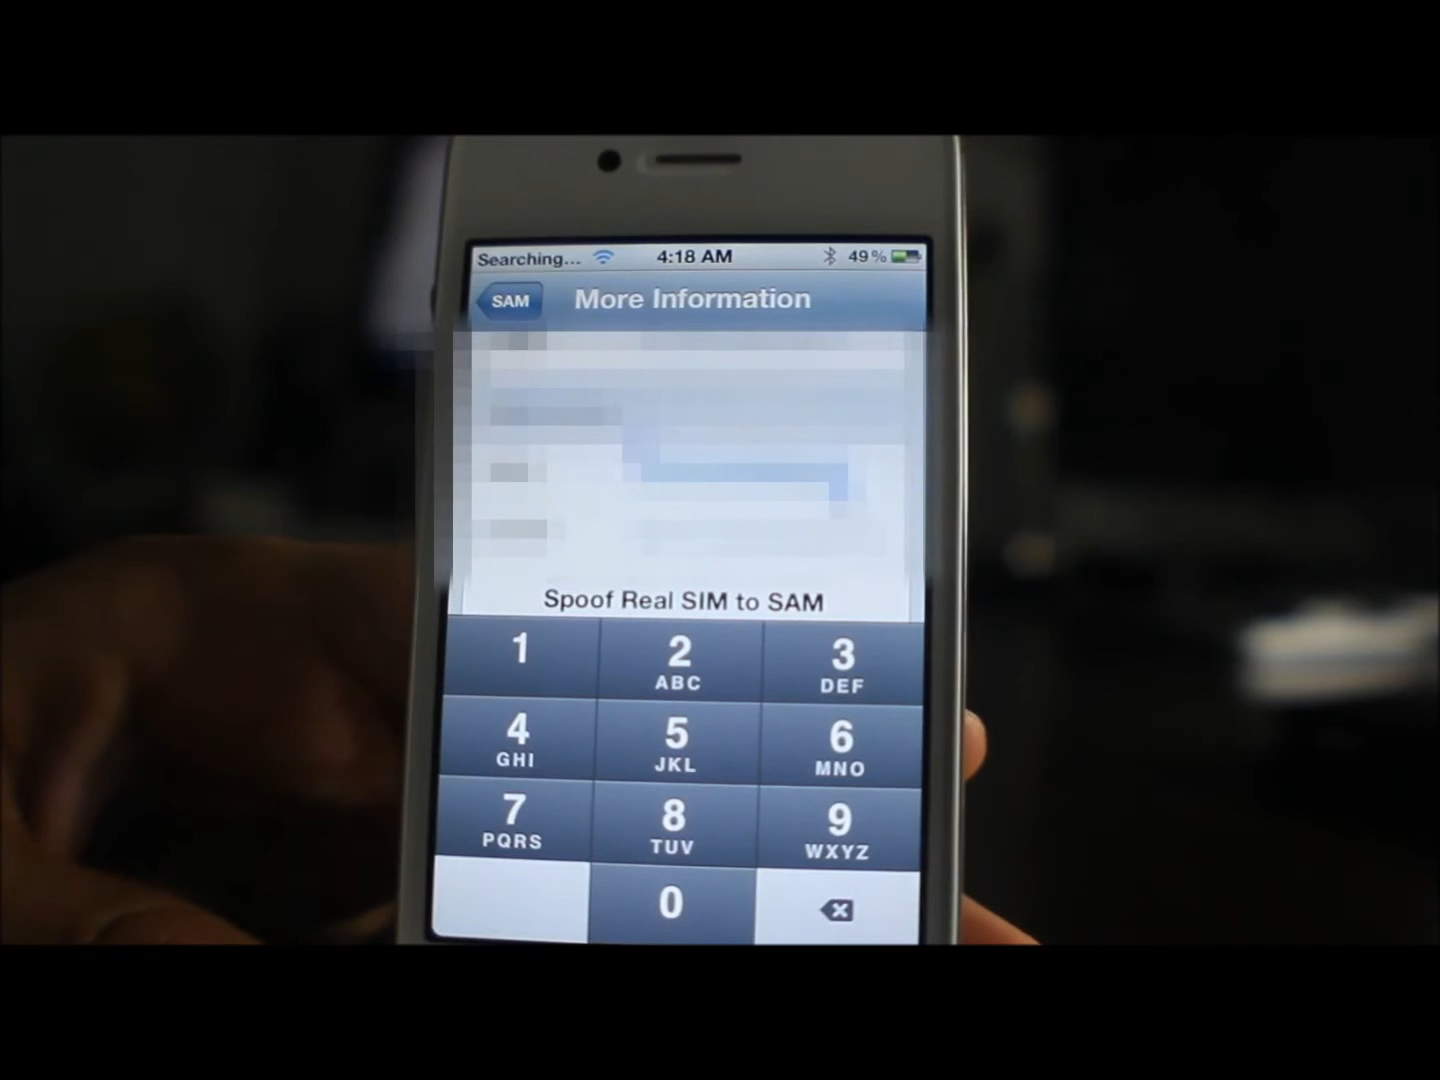 Searching... 4:18 AM 49%
SAM More Information
Spoof Real SIM to SAM
1 2 3
ABC DEF
4 5 6
GHI JKL MNO
7 8 9
PQRS TUV WXYZ
0